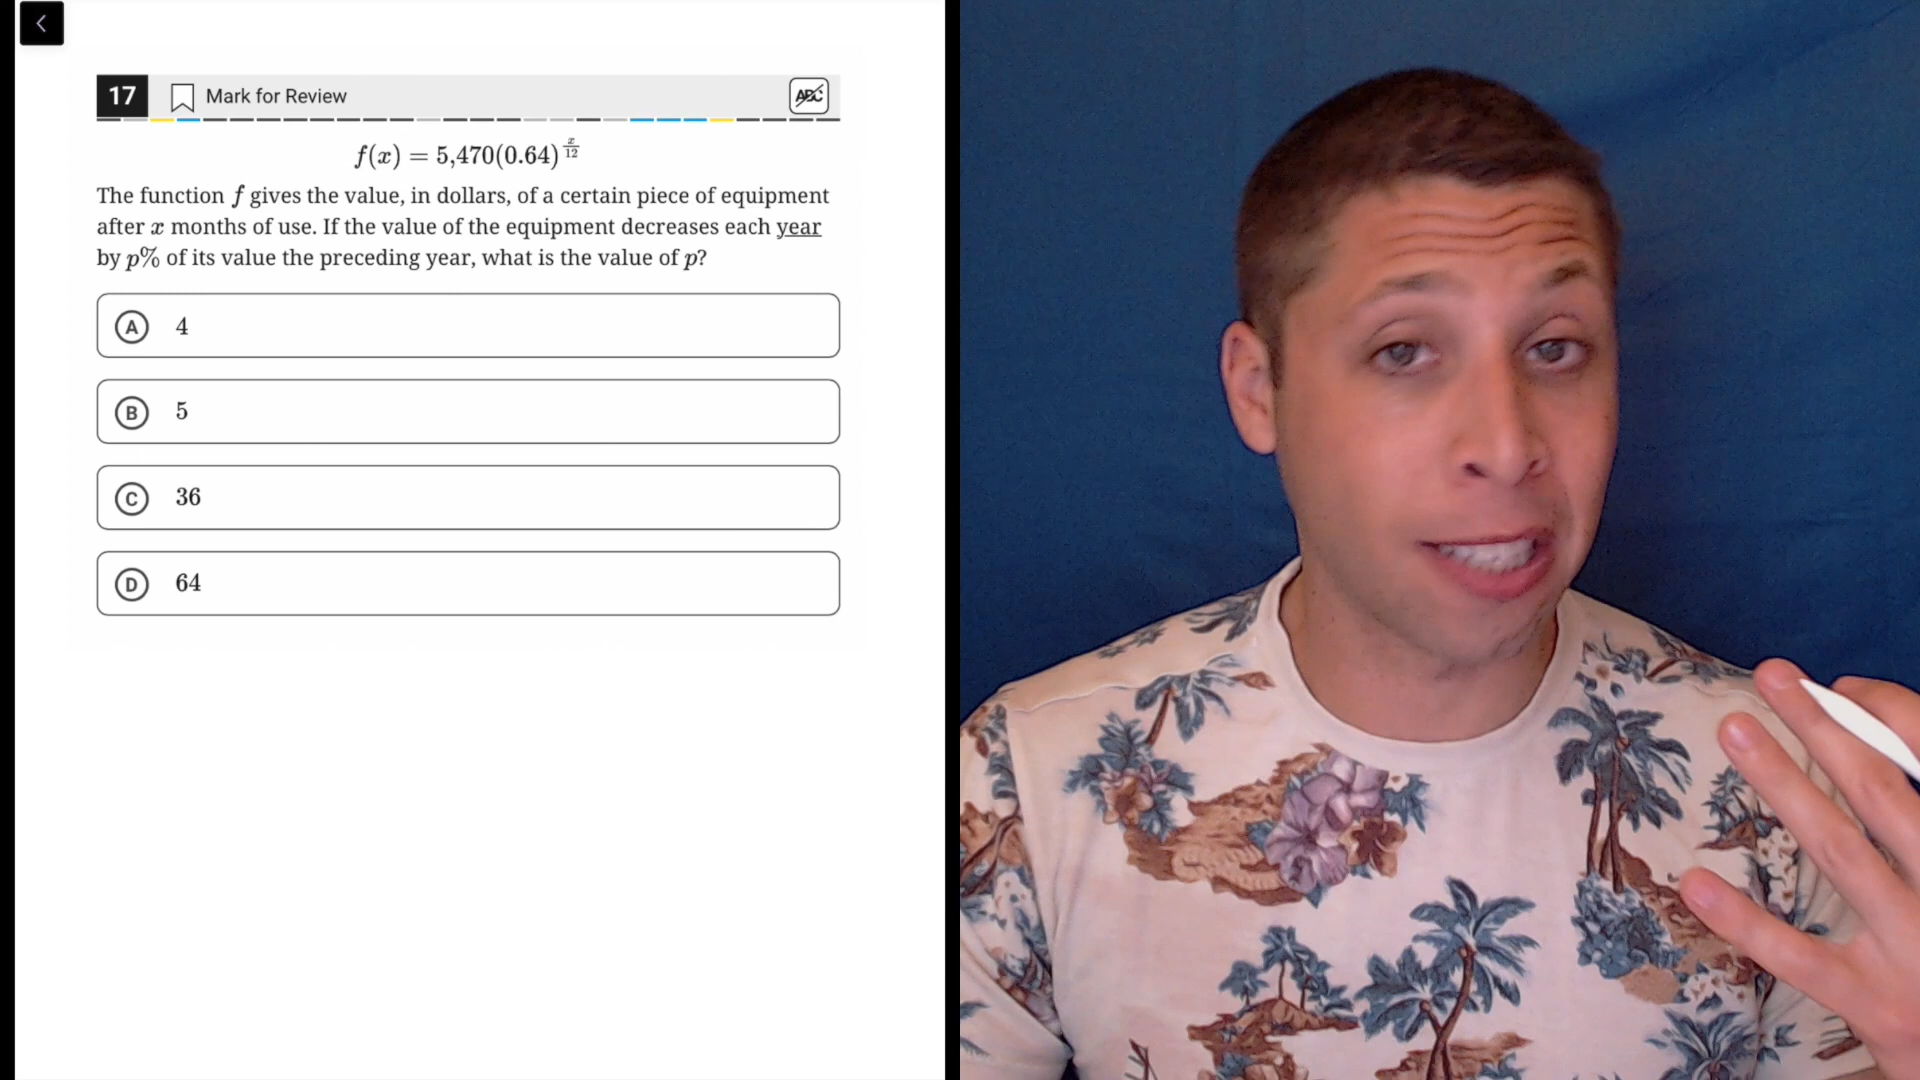 17 Mark for Review ABC
f(x) = 5,470(0.64)^{x/12}
The function f gives the value, in dollars, of a certain piece of equipment
after x months of use. If the value of the equipment decreases each year
by p% of its value the preceding year, what is the value of p?
A 4
B 5
C 36
D 64